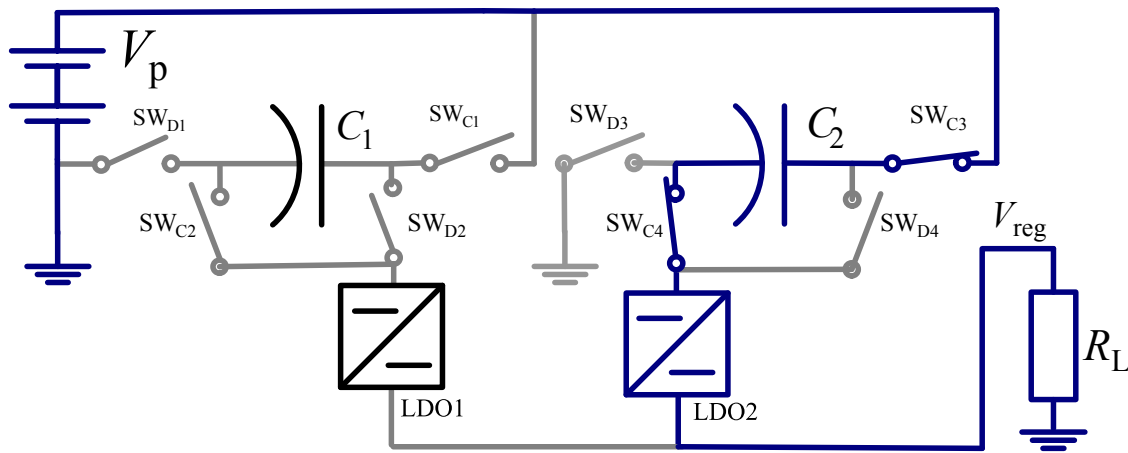 Vp
SWD1
C1
SWC1
SWD3
C2
SWC3
SWC2
SWD2
SWC4
SWD4
Vreg
RL
LDO1
LDO2